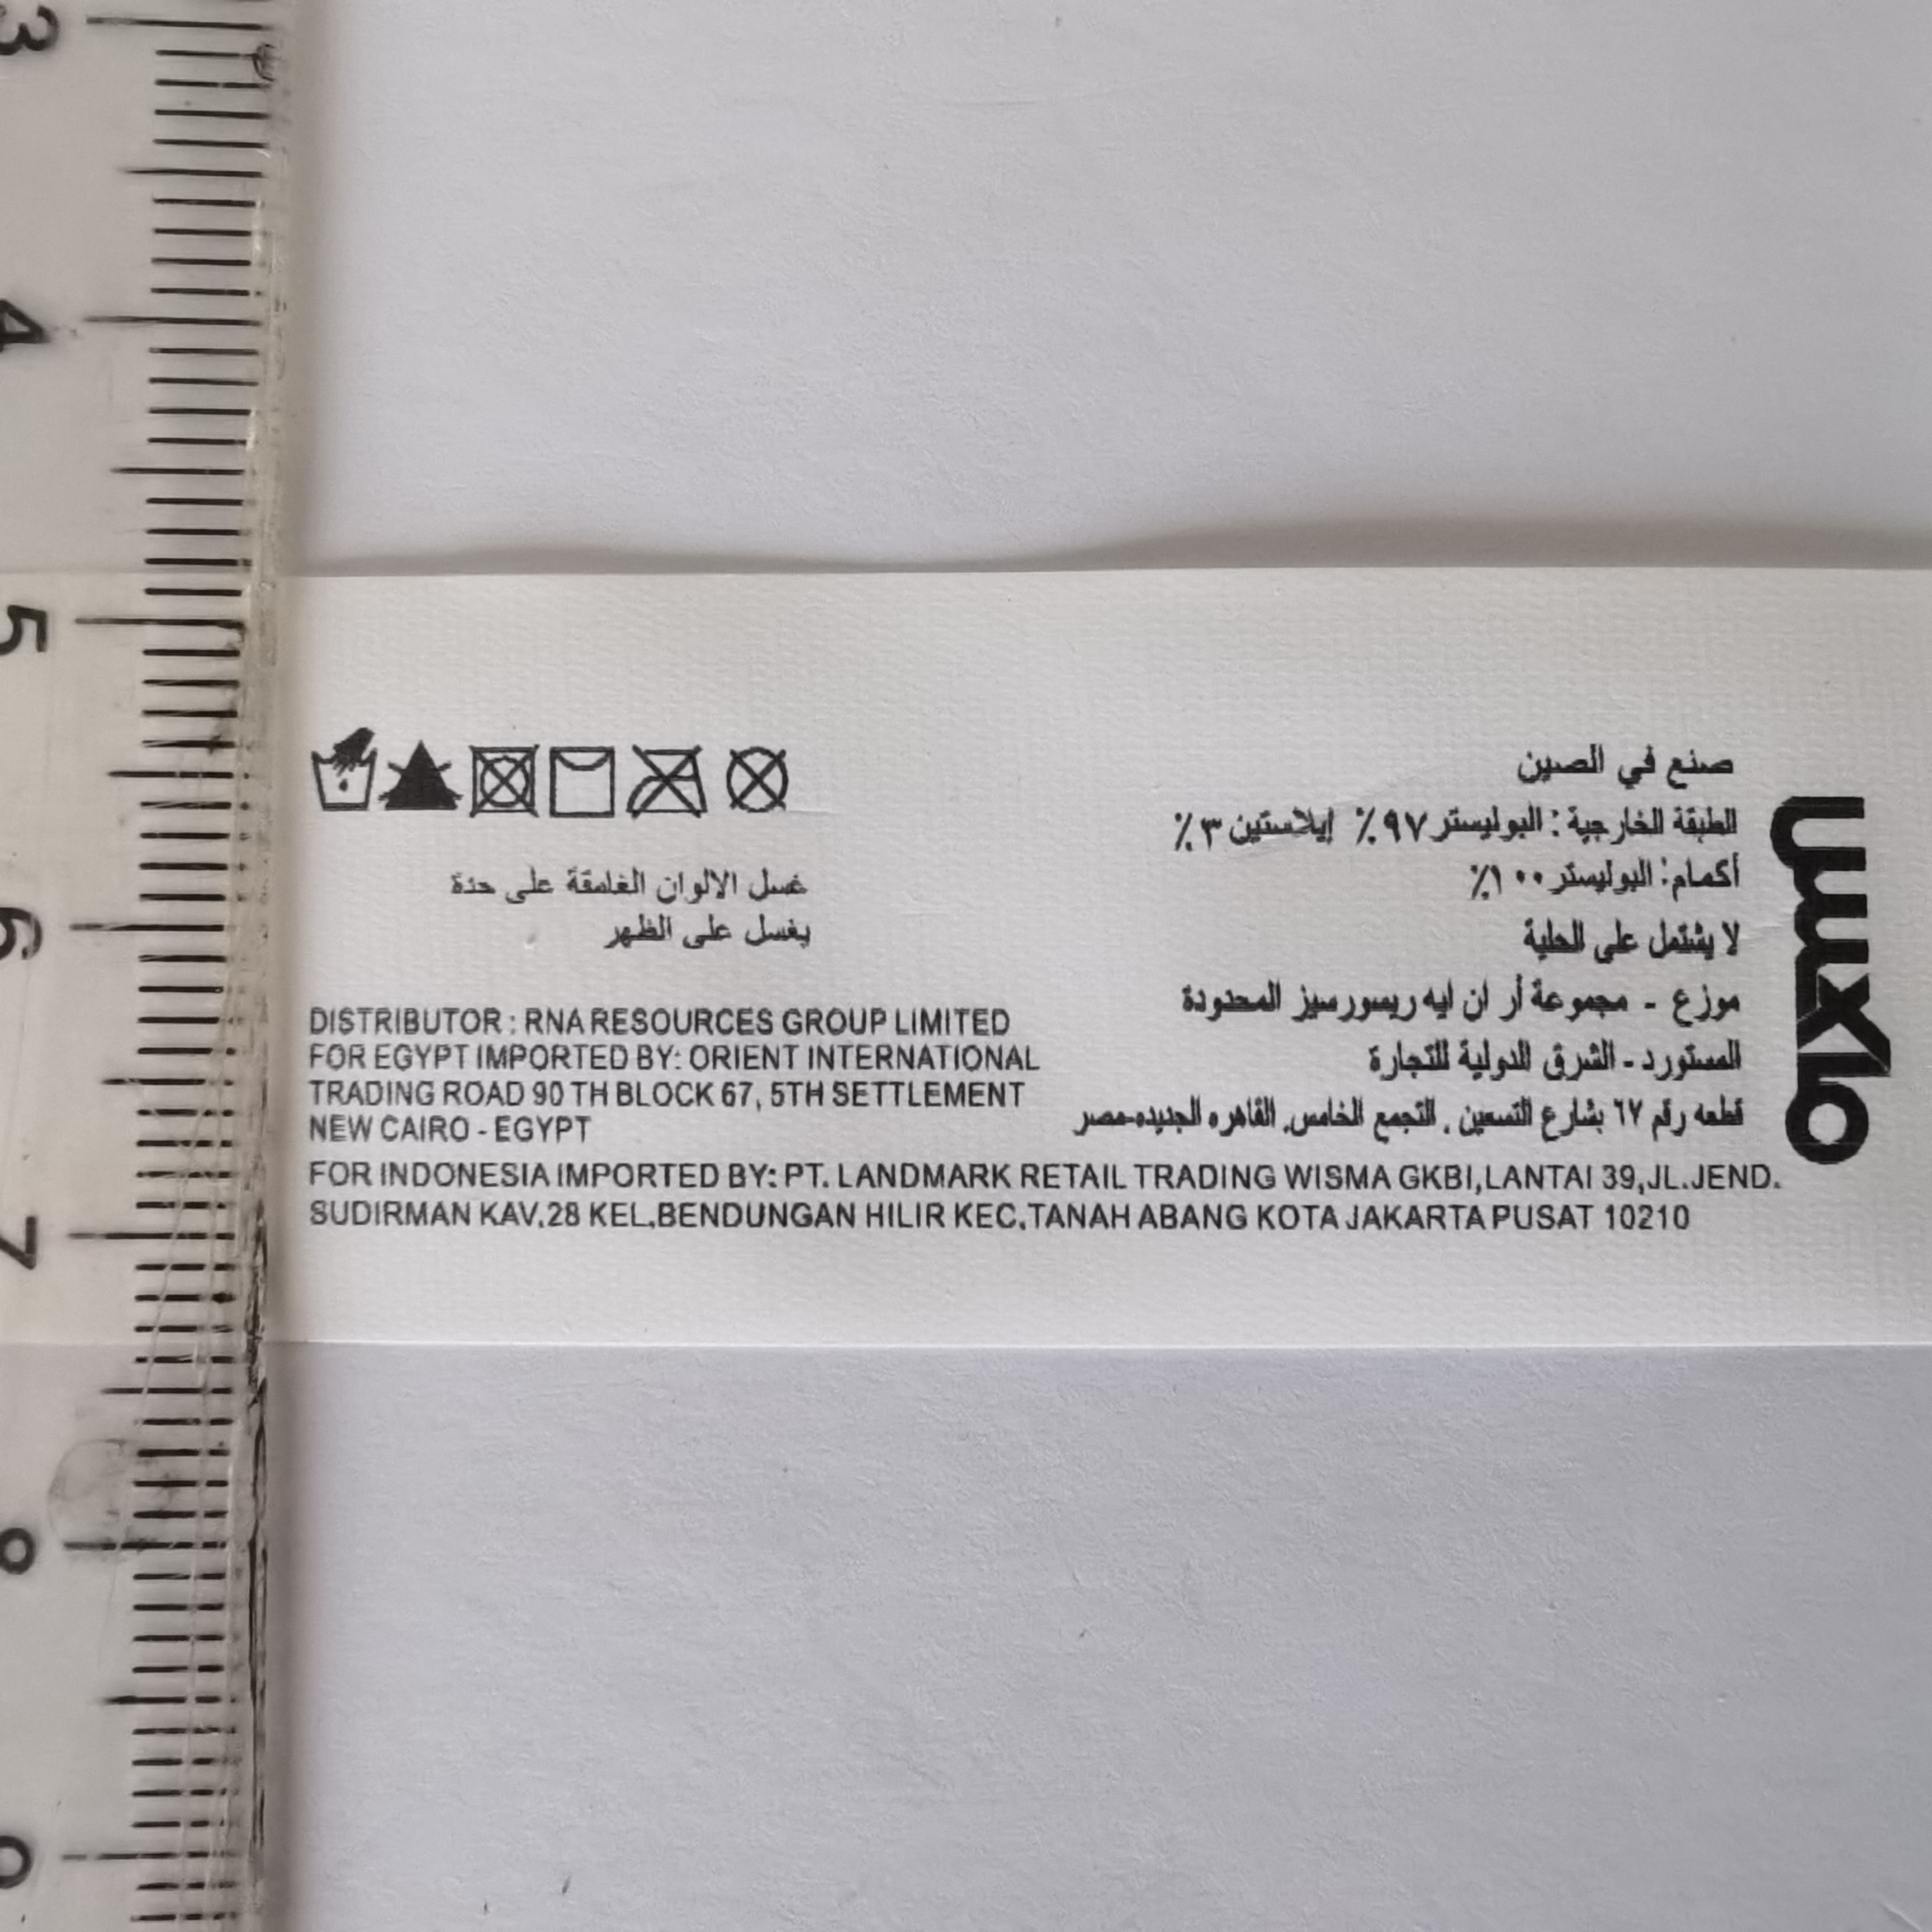 3
4
5
6
7
8
9
صنع في الصين
الطبقة الخارجية : البوليستر ٩٧٪ إيلاستين ٣٪
أكمام: البوليستر ١٠٠٪
لا يشتمل على الحلية
موزع - مجموعة أر ان ايه ريسورسيز المحدودة
المستورد - الشرق الدولية للتجارة
قطعه رقم ٦٧ بشارع التسعين , التجمع الخامس, القاهره الجديده-مصر
ماكس
غسل الالوان الغامقة على حدة
يغسل على الظهر
DISTRIBUTOR : RNA RESOURCES GROUP LIMITED
FOR EGYPT IMPORTED BY: ORIENT INTERNATIONAL
TRADING ROAD 90 TH BLOCK 67, 5TH SETTLEMENT
NEW CAIRO - EGYPT
FOR INDONESIA IMPORTED BY: PT. LANDMARK RETAIL TRADING WISMA GKBI,LANTAI 39,JL.JEND.
SUDIRMAN KAV.28 KEL.BENDUNGAN HILIR KEC.TANAH ABANG KOTA JAKARTA PUSAT 10210